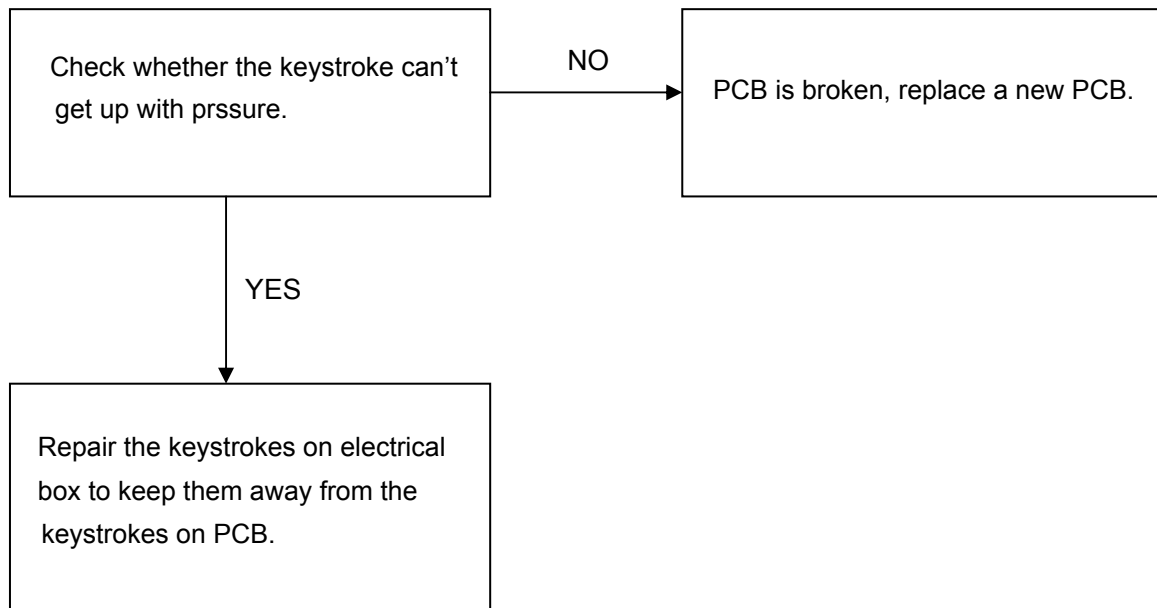 Check whether the keystroke can’t
get up with prssure.
NO
PCB is broken, replace a new PCB.
YES
Repair the keystrokes on electrical
box to keep them away from the
keystrokes on PCB.